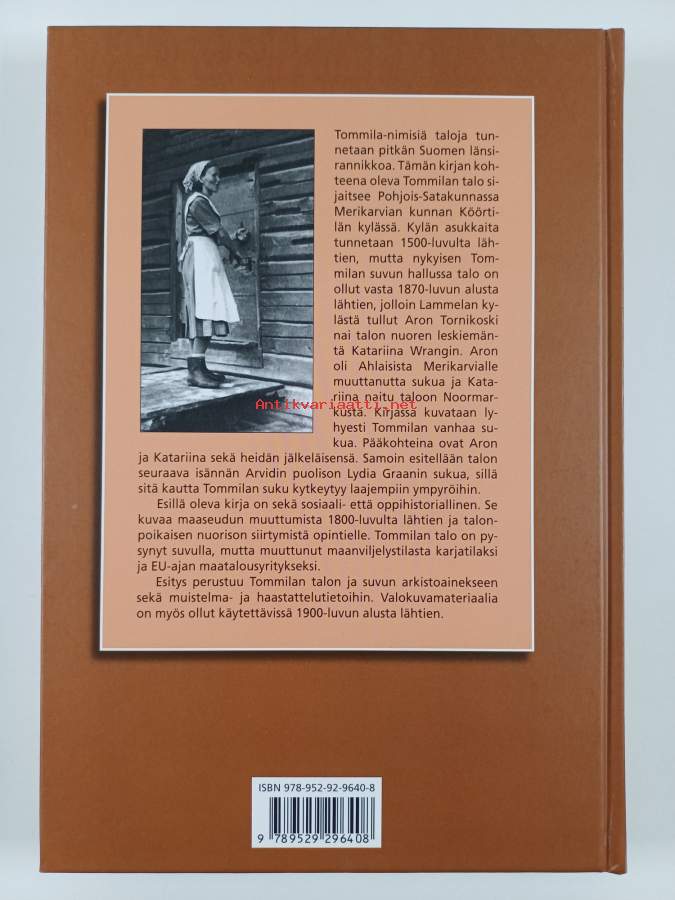 Tommila-nimisiä taloja tun-
netaan pitkän Suomen länsi-
rannikkoa. Tämän kirjan koh-
teena oleva Tommilan talo si-
jaitsee Pohjois-Satakunnassa
Merikarvian kunnan Köörti-
län kylässä. Kylän asukkaita
tunnetaan 1500-luvulta läh-
tien, mutta nykyisen Tom-
milan suvun hallussa talo on
ollut vasta 1870-luvun alusta
lähtien, jolloin Lammelan ky-
lästä tullut Aron Tornikoski
nai talon nuoren leskiemän-
tä Katariina Wrangin. Aron
oli Ahlaisista Merikarvialle
muuttanutta sukua ja Kata-
riina naitu taloon Noormar-
kusta. Kirjassa kuvataan ly-
hyesti Tommilan vanhaa su-
kua. Pääkohteina ovat Aron
ja Katariina sekä heidän jälkeläisensä. Samoin esitellään talon
seuraava isännän Arvidin puolison Lydia Graanin sukua, sillä
sitä kautta Tommilan suku kytkeytyy laajempiin ympyröihin.
Esillä oleva kirja on sekä sosiaali- että oppihistoriallinen. Se
kuvaa maaseudun muuttumista 1800-luvulta lähtien ja talon-
poikaisen nuorison siirtymistä opintielle. Tommilan talo on py-
synyt suvulla, mutta muuttunut maanviljelystilasta karjatilaksi
ja EU-ajan maatalousyritykseksi.
Esitys perustuu Tommilan talon ja suvun arkistoainekseen
sekä muistelma- ja haastattelutietoihin. Valokuvamateriaalia
on myös ollut käytettävissä 1900-luvun alusta lähtien.
Antikvariaatti.net
ISBN 978-952-92-9640-8
9 789529 296408